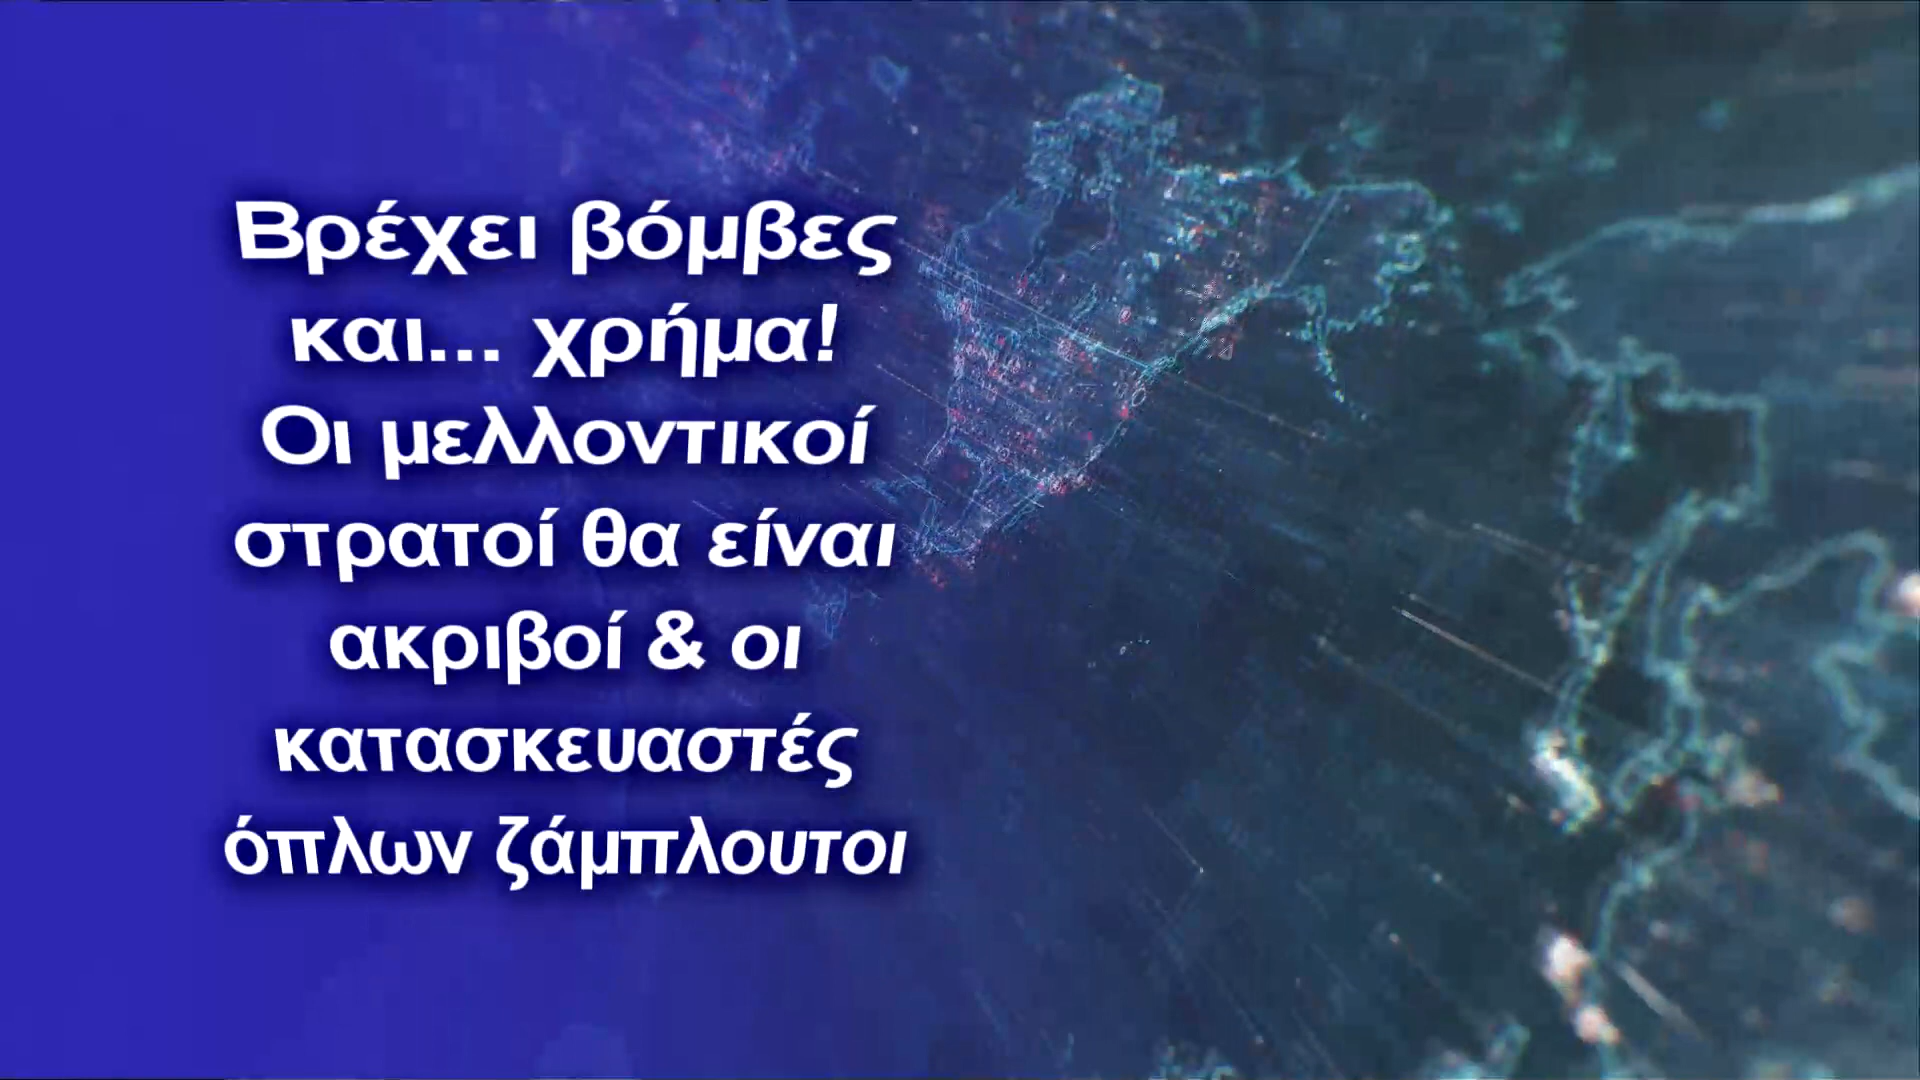 Βρέχει βόμβες
και... χρήμα!
Οι μελλοντικοί
στρατοί θα είναι
ακριβοί & οι
κατασκευαστές
όπλων ζάμπλουτοι